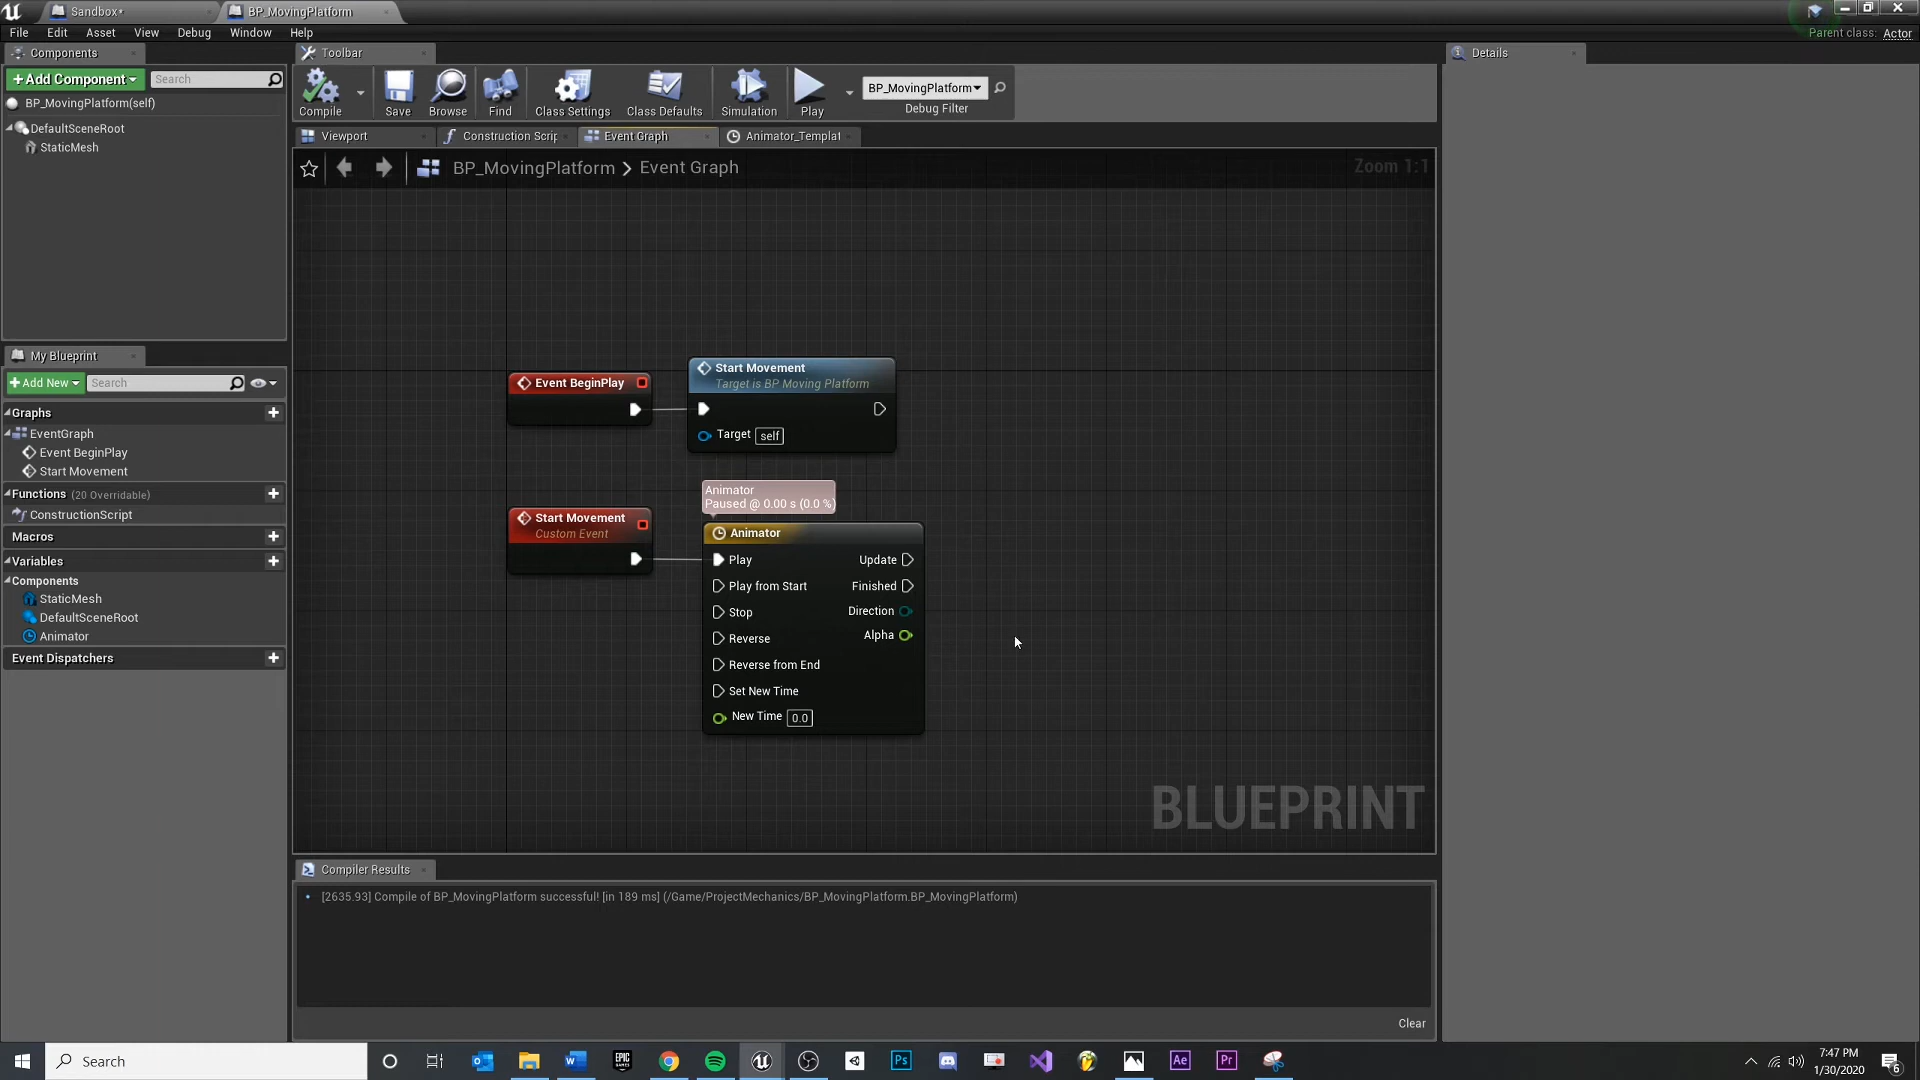 Sandbox*
BP_MovingPlatform
File Edit Asset View Debug Window Help
Parent class: Actor
Components
Toolbar
Details
+Add Component
Search
BP_MovingPlatform(self)
DefaultSceneRoot
StaticMesh
Compile
Save
Browse
Find
Class Settings
Class Defaults
Simulation
Play
BP_MovingPlatform
Debug Filter
Viewport
Construction Scrip
Event Graph
Animator_Templat
BP_MovingPlatform > Event Graph
Zoom 1:1
My Blueprint
+Add New
Search
Graphs
EventGraph
Event BeginPlay
Start Movement
Functions (20 Overridable)
ConstructionScript
Macros
Variables
Components
StaticMesh
DefaultSceneRoot
Animator
Event Dispatchers
Event BeginPlay
Start Movement
Target is BP Moving Platform
Target self
Start Movement
Custom Event
Animator
Paused @ 0.00 s (0.0 %)
Animator
Play Update
Play from Start Finished
Stop Direction
Reverse Alpha
Reverse from End
Set New Time
New Time 0.0
BLUEPRINT
Compiler Results
[2635.93] Compile of BP_MovingPlatform successful! [in 189 ms] (/Game/ProjectMechanics/BP_MovingPlatform.BP_MovingPlatform)
Clear
Search
EPIC
GAMES
Ps
Ae
Pr
7:47 PM
1/30/2020
6